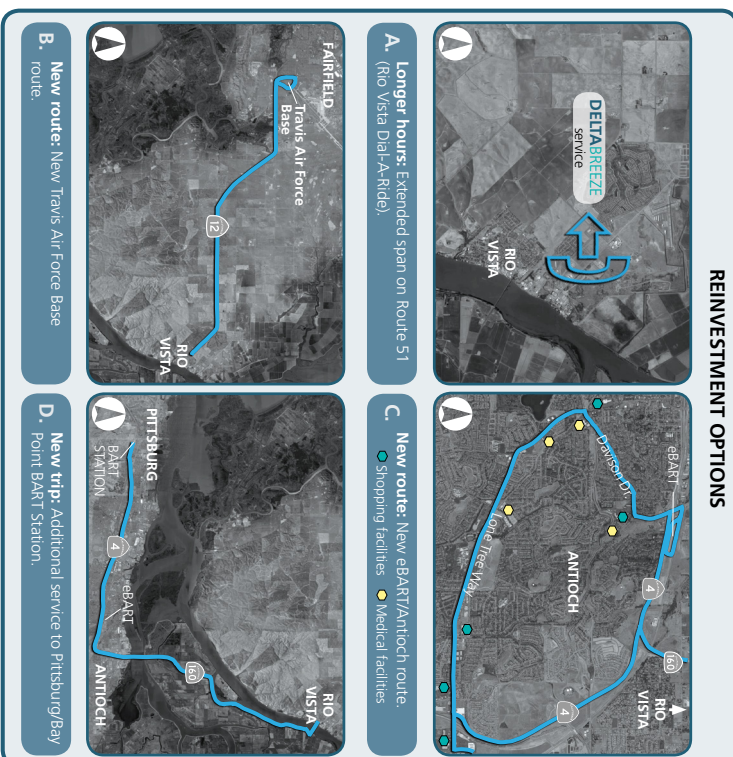 REINVESTMENT OPTIONS
DELTABREEZE
service
RIO
VISTA
A. Longer hours: Extended span on Route 51
(Rio Vista Dial-A-Ride).
FAIRFIELD
Travis Air Force
Base
12
RIO
VISTA
B. New route: New Travis Air Force Base
route.
eBART
Davison Dr.
ANTIOCH
Lone Tree Way
4
160
RIO
VISTA
4
C. New route: New eBART/Antioch route.
Shopping facilities Medical facilities
PITTSBURG
BART
STATION
4
eBART
ANTIOCH
160
RIO
VISTA
D. New trip: Additional service to Pittsburg/Bay
Point BART Station.